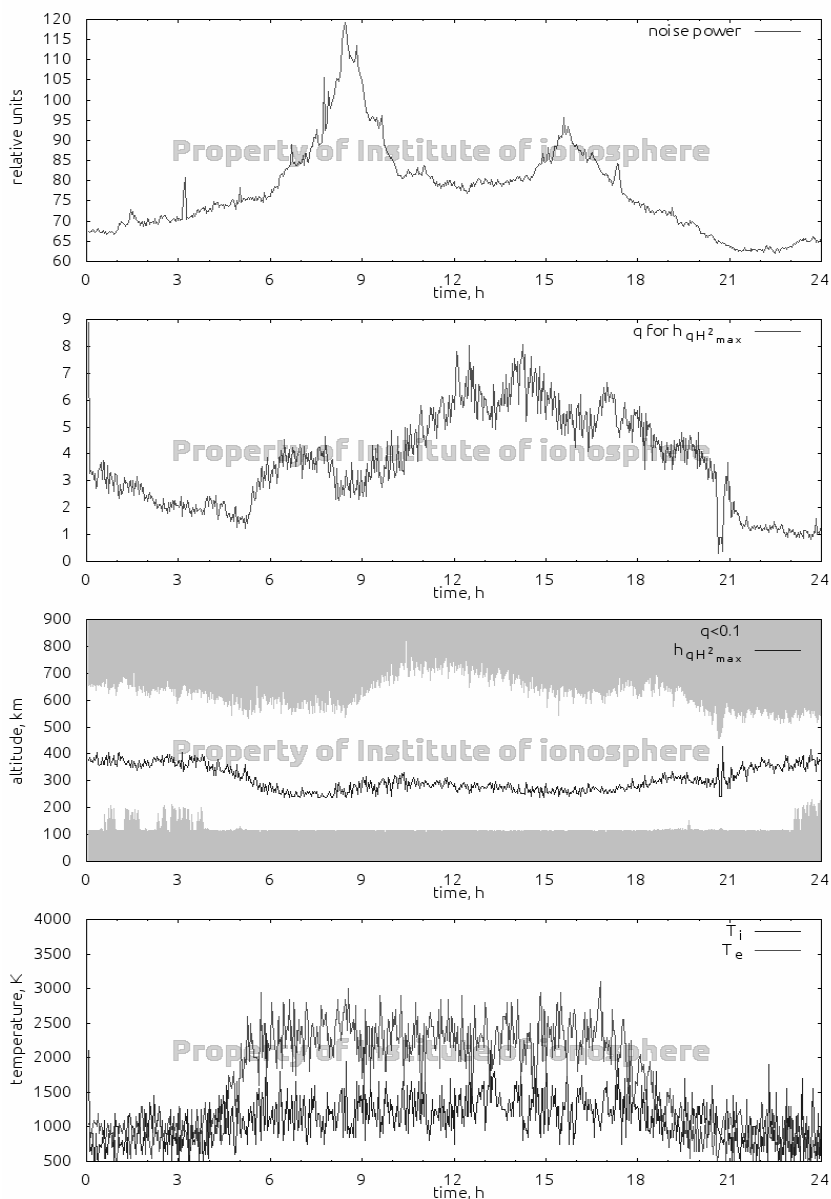 120
115
110
105
100
95
90
85
80
75
70
65
60
relative units
noise power
Property of Institute of ionosphere
0 3 6 9 12 15 18 21 24
time, h
9
8
7
6
5
4
3
2
1
0
q for h qH² max
Property of Institute of ionosphere
0 3 6 9 12 15 18 21 24
time, h
900
800
700
600
500
400
300
200
100
0
altitude, km
q<0.1
h qH² max
Property of Institute of ionosphere
0 3 6 9 12 15 18 21 24
time, h
4000
3500
3000
2500
2000
1500
1000
500
temperature, K
T i
T e
Property of Institute of ionosphere
0 3 6 9 12 15 18 21 24
time, h